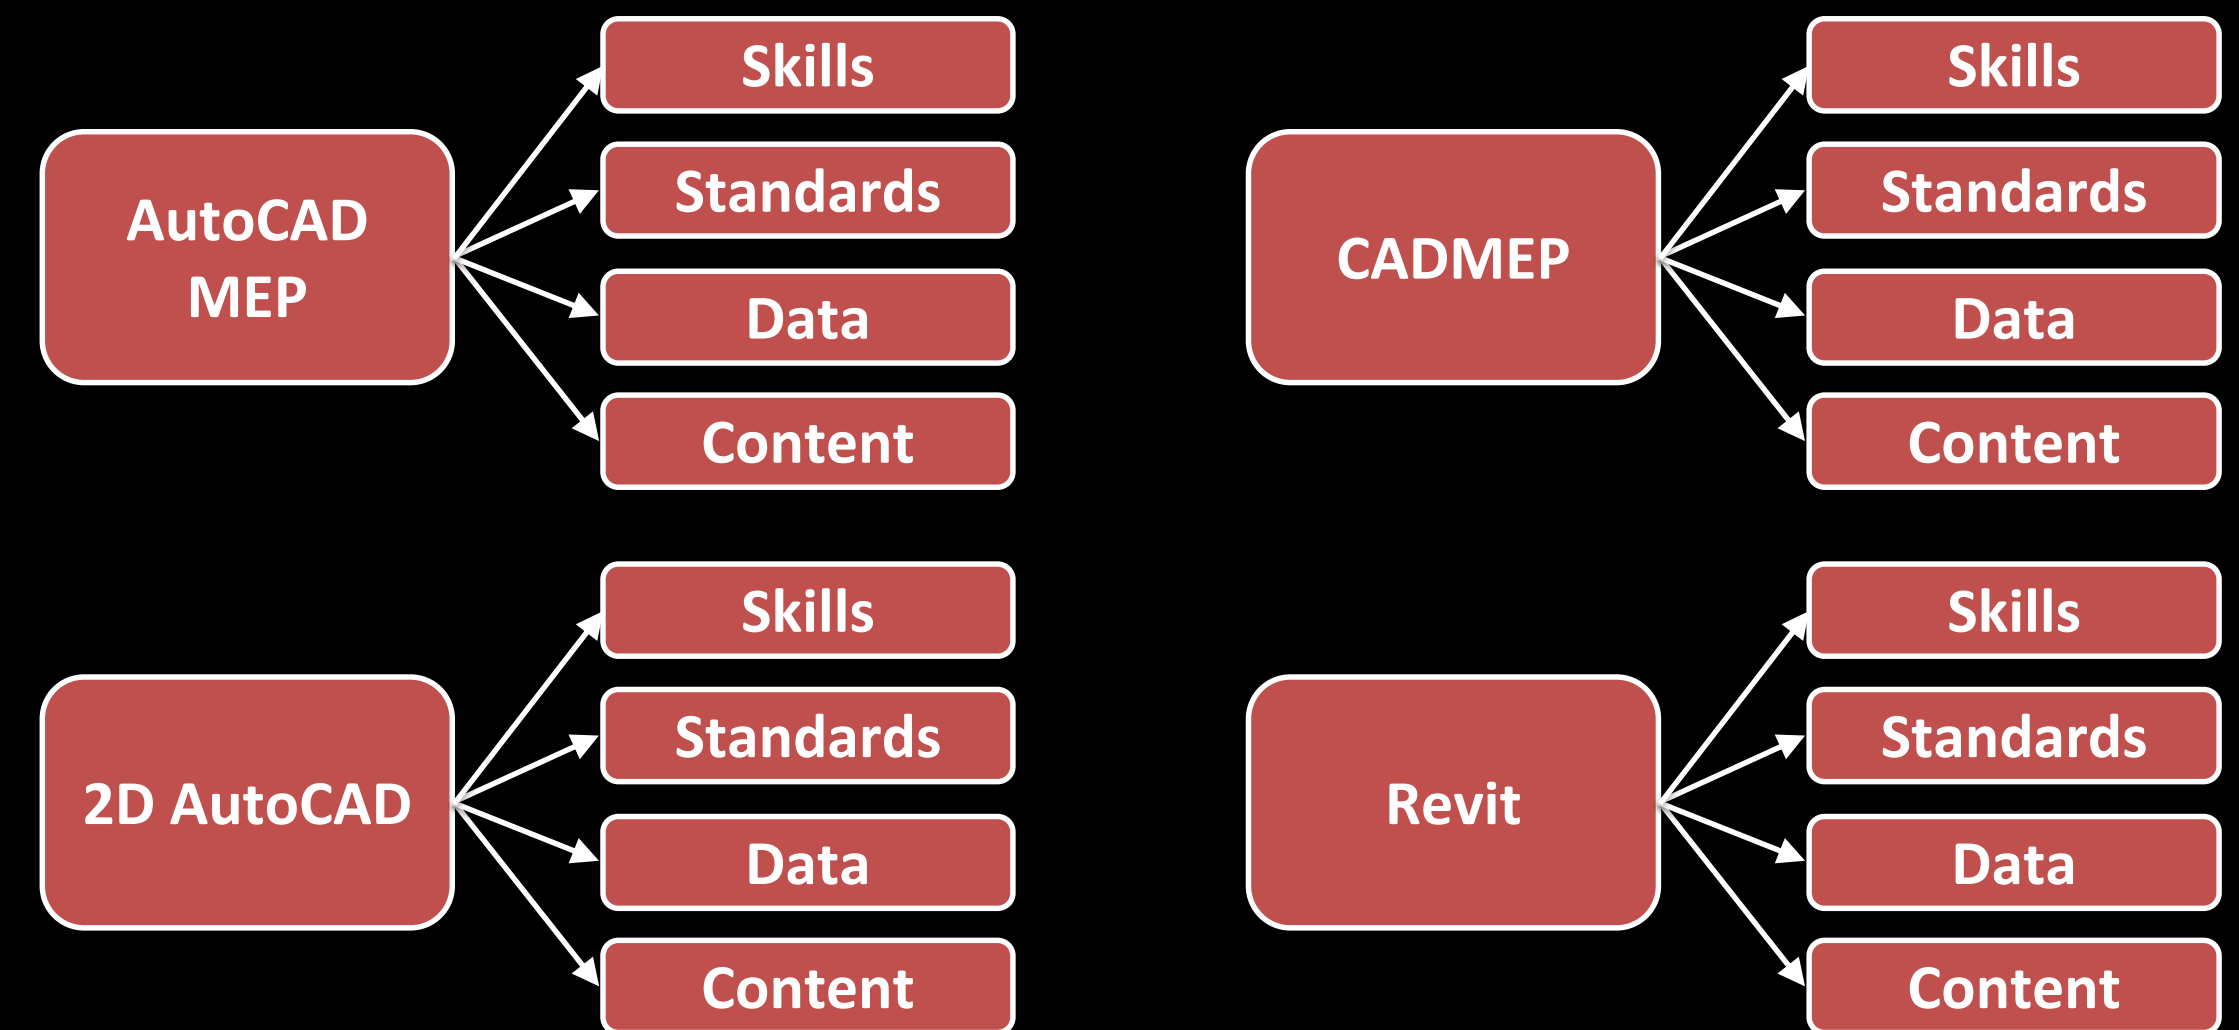 AutoCAD
MEP
Skills
Standards
Data
Content
CADMEP
Skills
Standards
Data
Content
2D AutoCAD
Skills
Standards
Data
Content
Revit
Skills
Standards
Data
Content